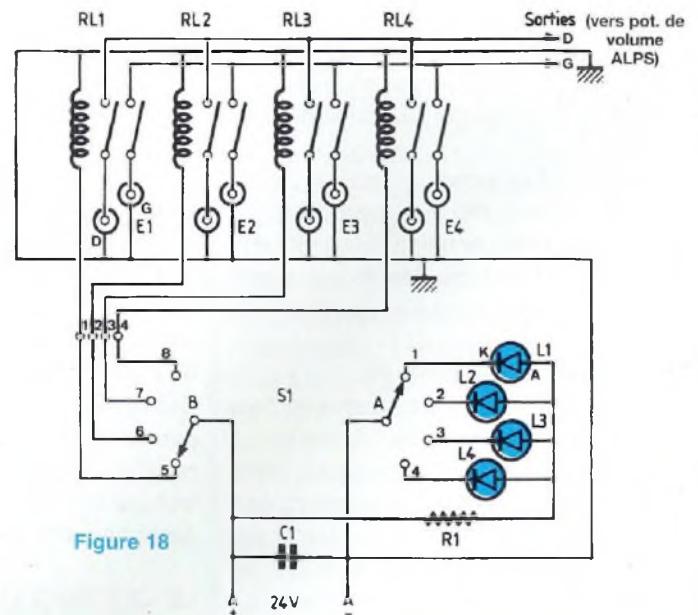 RL1 RL2 RL3 RL4 Sorties (vers pot. de
D volume
G ALPS)
G
D E1 E2 E3 E4
1 2 3 4
8 S1 1 K L1
A
7 L2 2
B A
6 3 L3
5 4 L4
R1
Figure 18 C1
24V
+ -